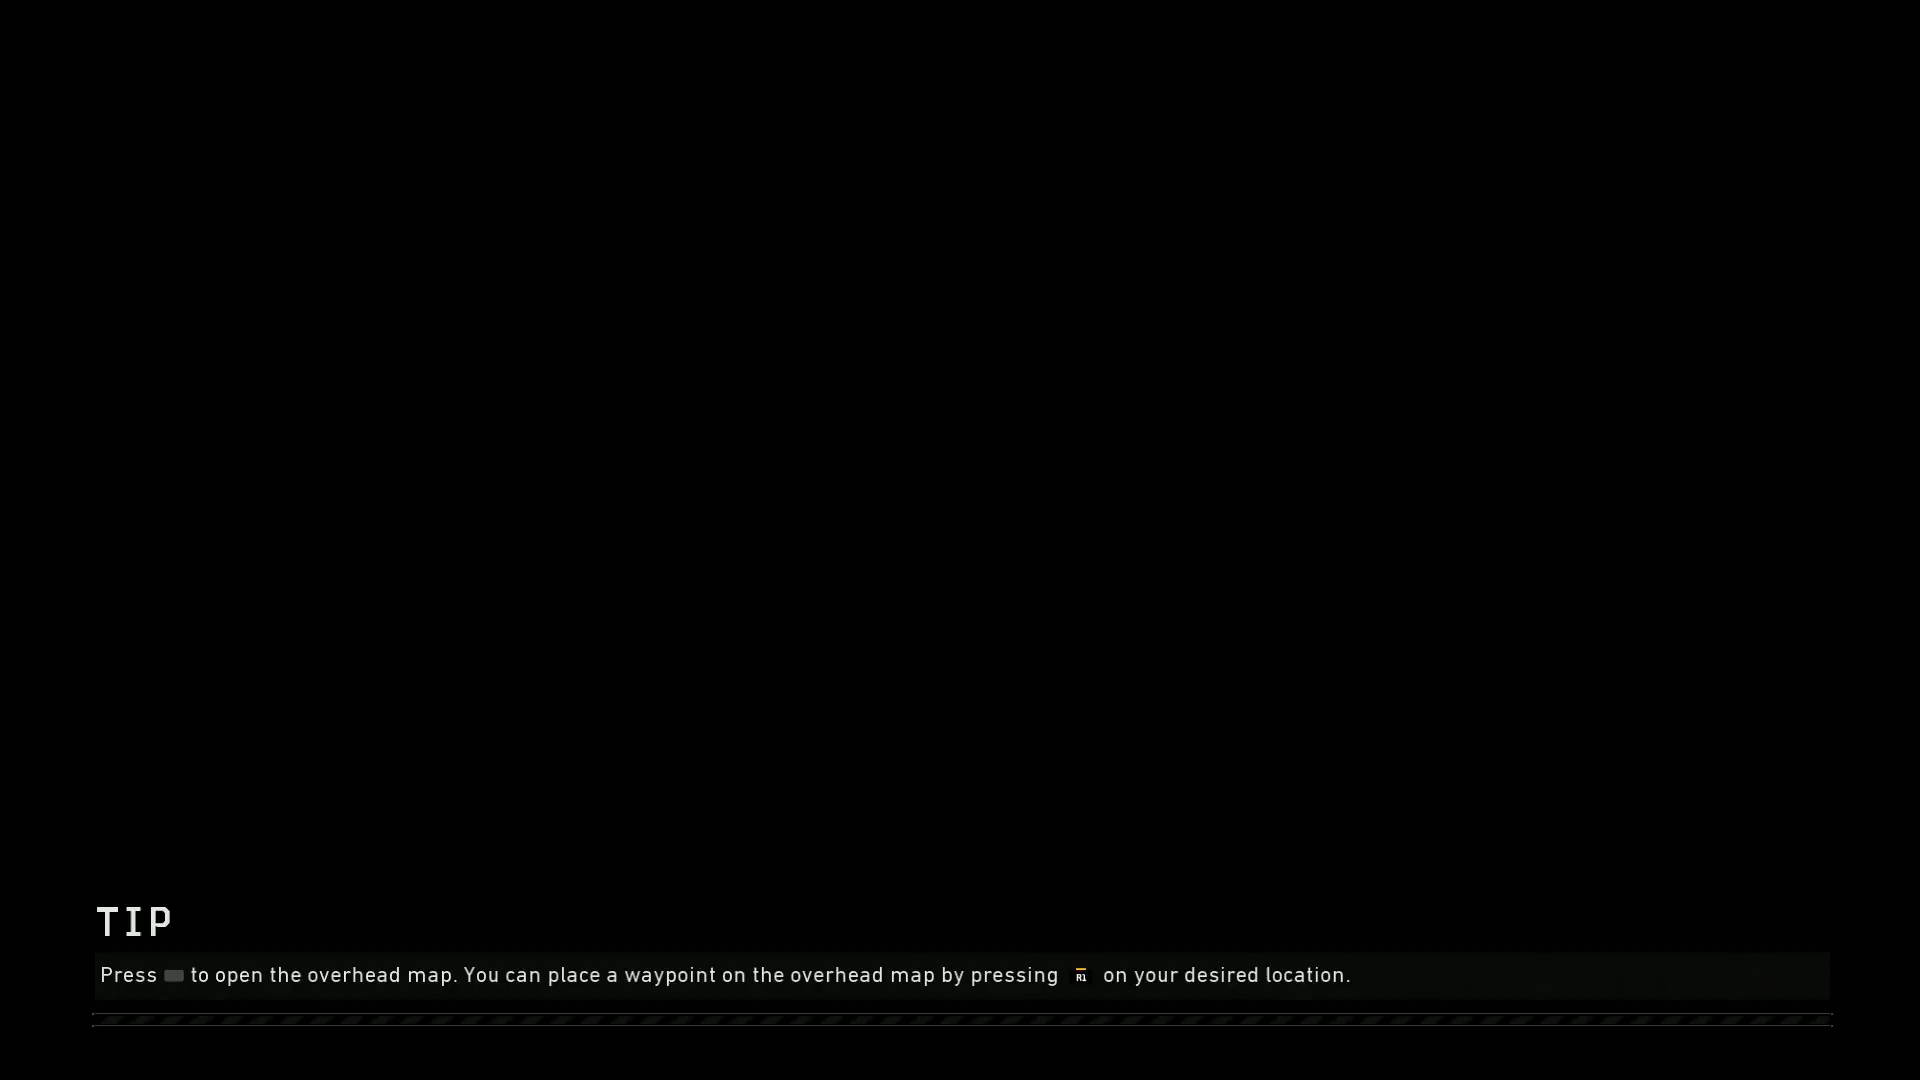 TIP
Press to open the overhead map. You can place a waypoint on the overhead map by pressing R1 on your desired location.